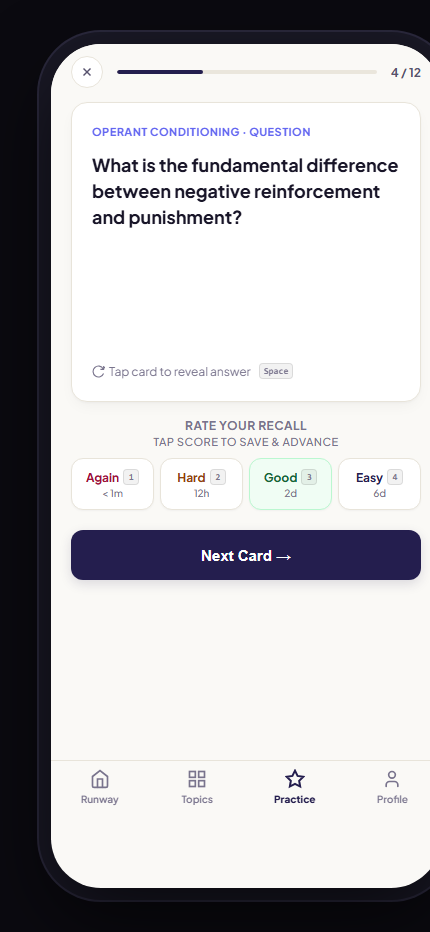 4 / 12
OPERANT CONDITIONING · QUESTION
What is the fundamental difference
between negative reinforcement
and punishment?
Tap card to reveal answer Space
RATE YOUR RECALL
TAP SCORE TO SAVE & ADVANCE
Again 1 Hard 2 Good 3 Easy 4
< 1m 12h 2d 6d
Next Card →
Runway Topics Practice Profile